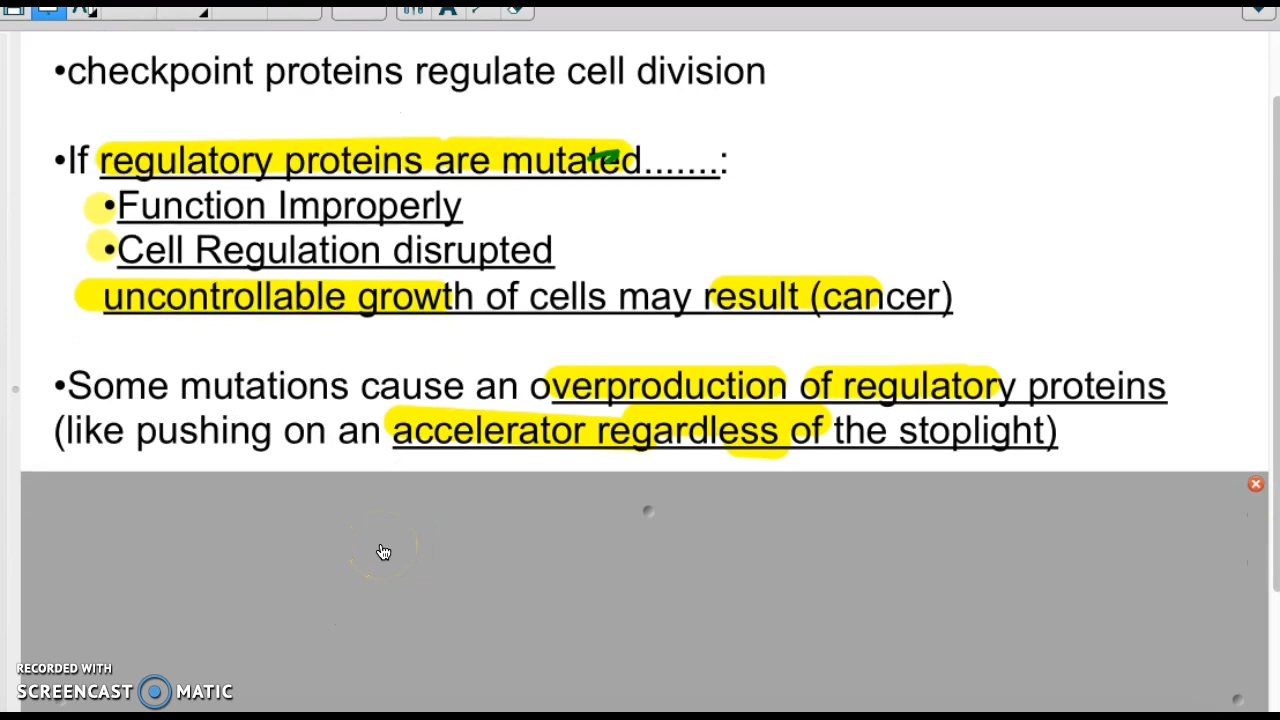 •checkpoint proteins regulate cell division
•If regulatory proteins are mutated.......:
•Function Improperly
•Cell Regulation disrupted
uncontrollable growth of cells may result (cancer)
•Some mutations cause an overproduction of regulatory proteins
(like pushing on an accelerator regardless of the stoplight)
RECORDED WITH
SCREENCAST MATIC